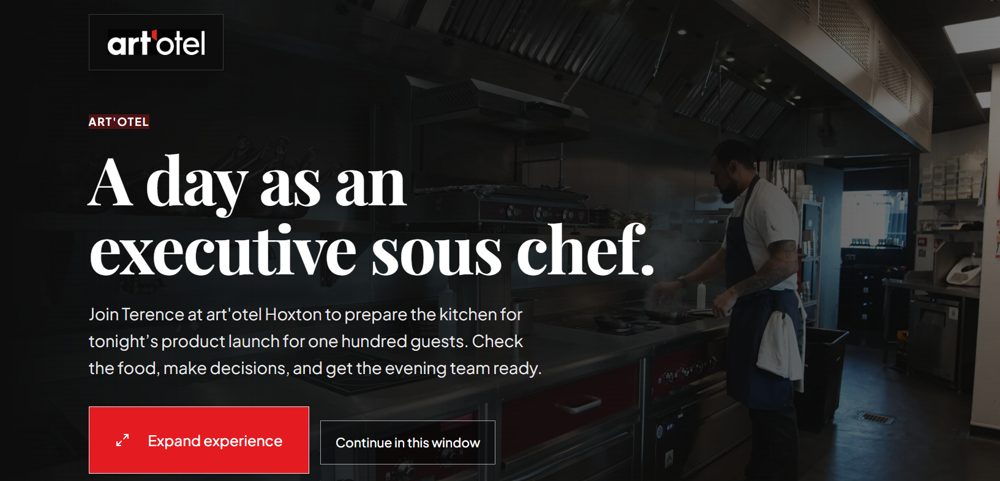 art'otel
ART'OTEL
A day as an
executive sous chef.
Join Terence at art'otel Hoxton to prepare the kitchen for
tonight’s product launch for one hundred guests. Check
the food, make decisions, and get the evening team ready.
Expand experience
Continue in this window